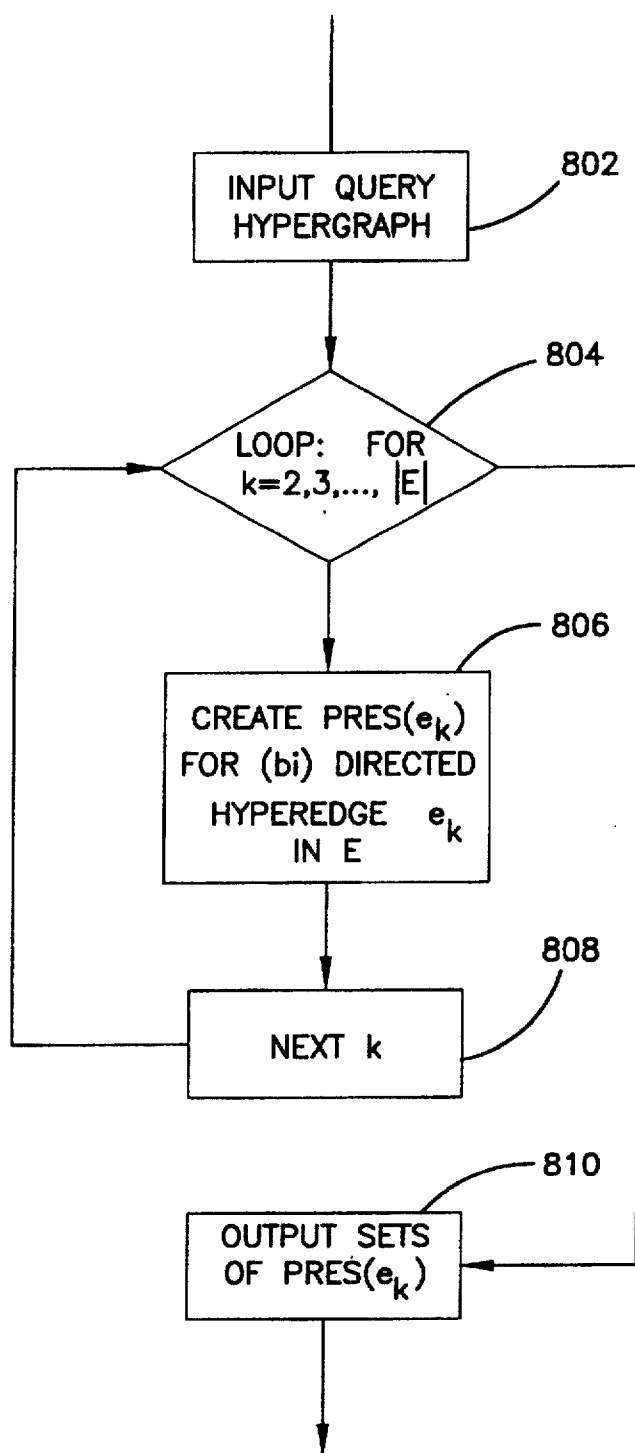 INPUT QUERY
HYPERGRAPH
802
804
LOOP: FOR
k=2,3,..., |E|
806
CREATE PRES(e_k)
FOR (bi) DIRECTED
HYPEREDGE e_k
IN E
808
NEXT k
810
OUTPUT SETS
OF PRES(e_k)